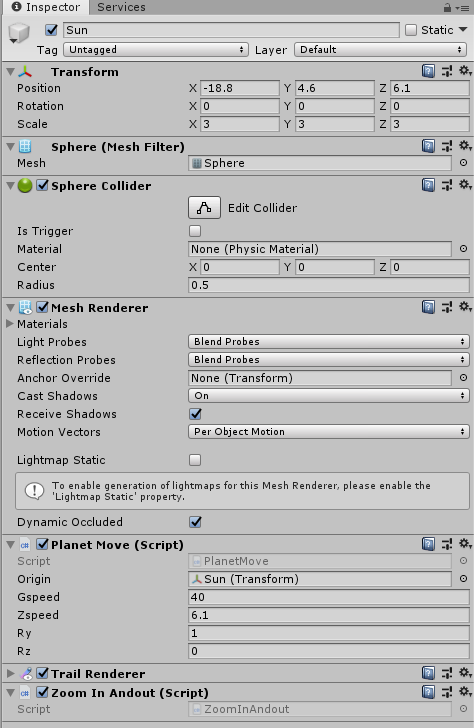 Inspector Services
Sun Static
Tag Untagged Layer Default
Transform
Position X -18.8 Y 4.6 Z 6.1
Rotation X 0 Y 0 Z 0
Scale X 3 Y 3 Z 3
Sphere (Mesh Filter)
Mesh Sphere
Sphere Collider
Edit Collider
Is Trigger
Material None (Physic Material)
Center X 0 Y 0 Z 0
Radius 0.5
Mesh Renderer
Materials
Light Probes Blend Probes
Reflection Probes Blend Probes
Anchor Override None (Transform)
Cast Shadows On
Receive Shadows
Motion Vectors Per Object Motion
Lightmap Static
To enable generation of lightmaps for this Mesh Renderer, please enable the
'Lightmap Static' property.
Dynamic Occluded
C# Planet Move (Script)
Script PlanetMove
Origin Sun (Transform)
Gspeed 40
Zspeed 6.1
Ry 1
Rz 0
Trail Renderer
C# Zoom In Andout (Script)
Script ZoomInAndout